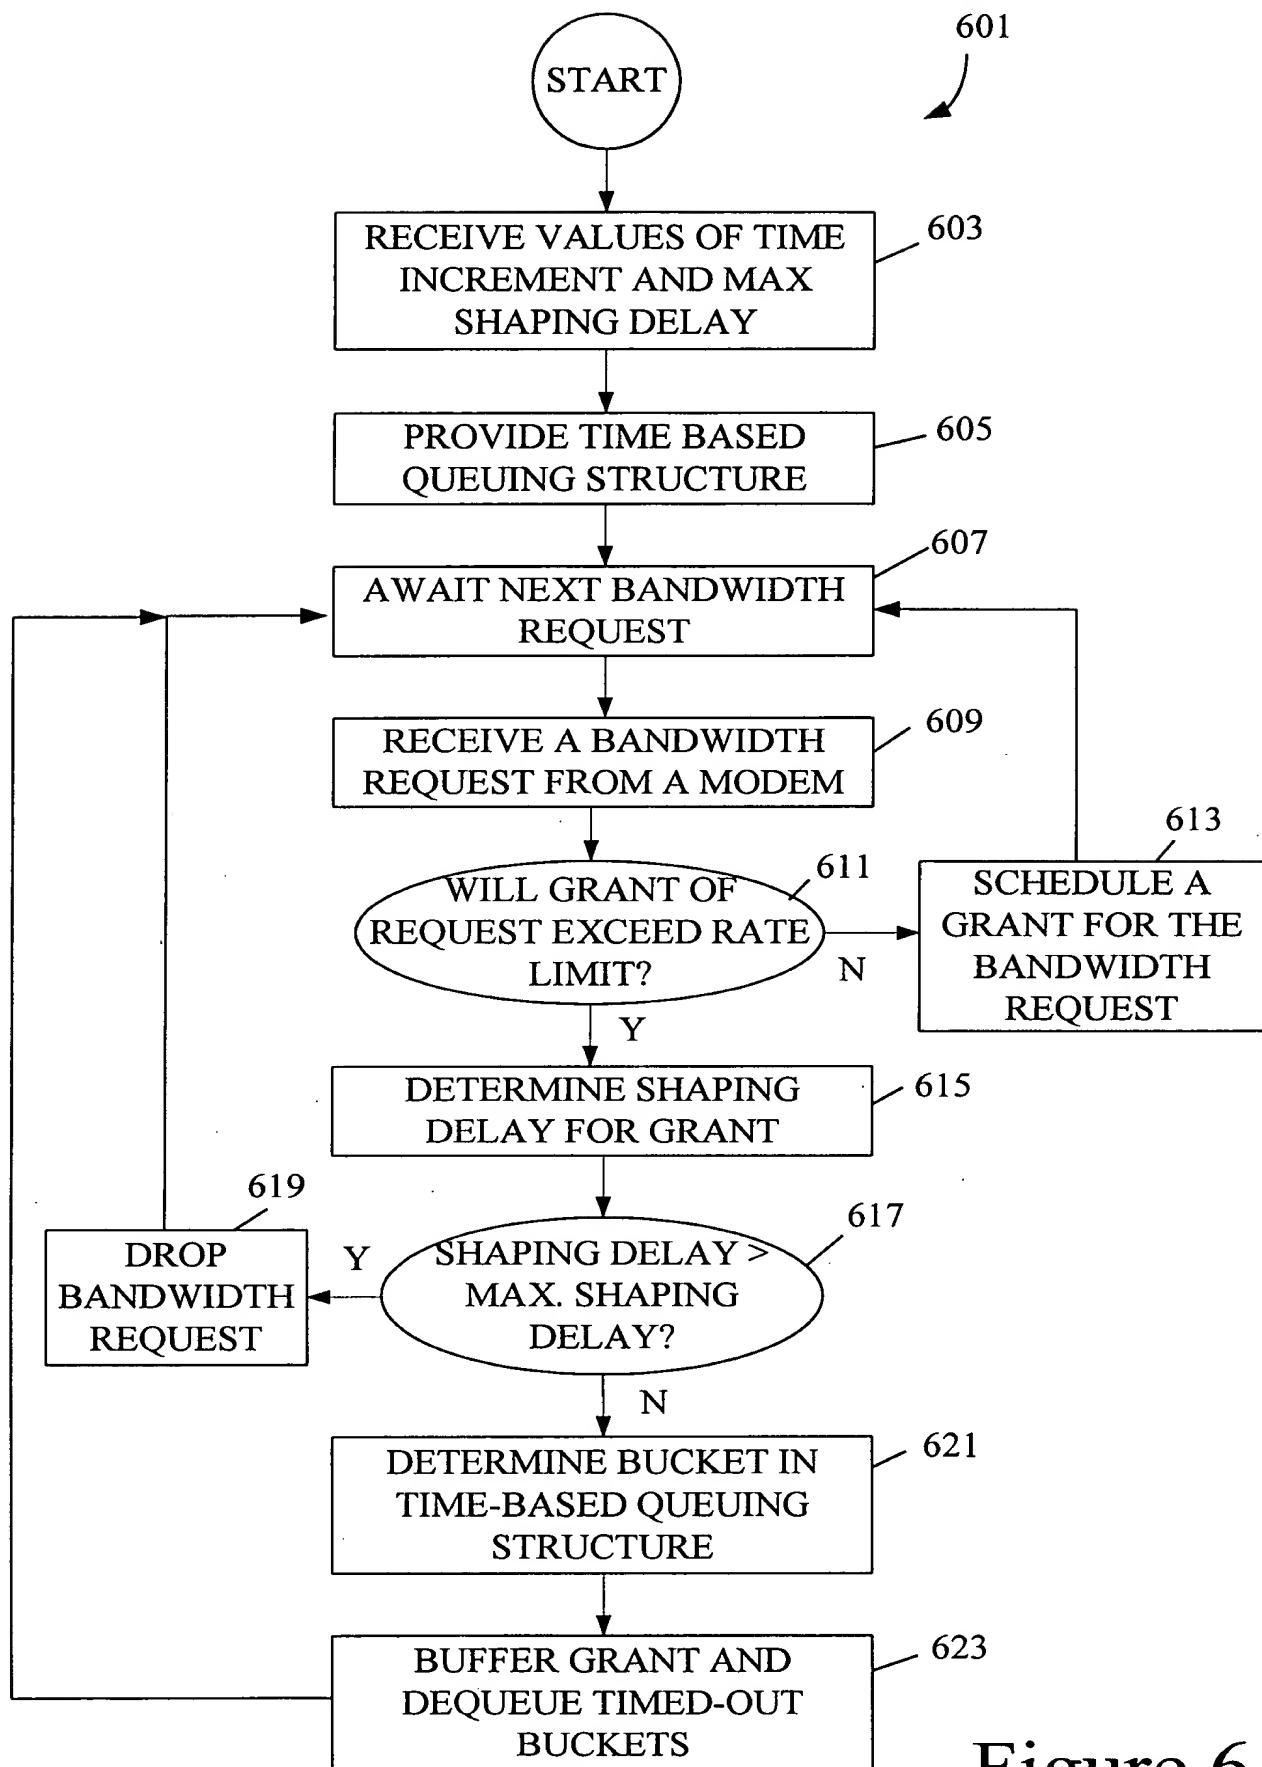 601
START
RECEIVE VALUES OF TIME
INCREMENT AND MAX
SHAPING DELAY
603
PROVIDE TIME BASED
QUEUING STRUCTURE
605
607
AWAIT NEXT BANDWIDTH
REQUEST
RECEIVE A BANDWIDTH
REQUEST FROM A MODEM
609
WILL GRANT OF
REQUEST EXCEED RATE
LIMIT?
611
N
613
SCHEDULE A
GRANT FOR THE
BANDWIDTH
REQUEST
Y
DETERMINE SHAPING
DELAY FOR GRANT
615
619
DROP
BANDWIDTH
REQUEST
Y
SHAPING DELAY >
MAX. SHAPING
DELAY?
617
N
DETERMINE BUCKET IN
TIME-BASED QUEUING
STRUCTURE
621
BUFFER GRANT AND
DEQUEUE TIMED-OUT
BUCKETS
623
Figure 6